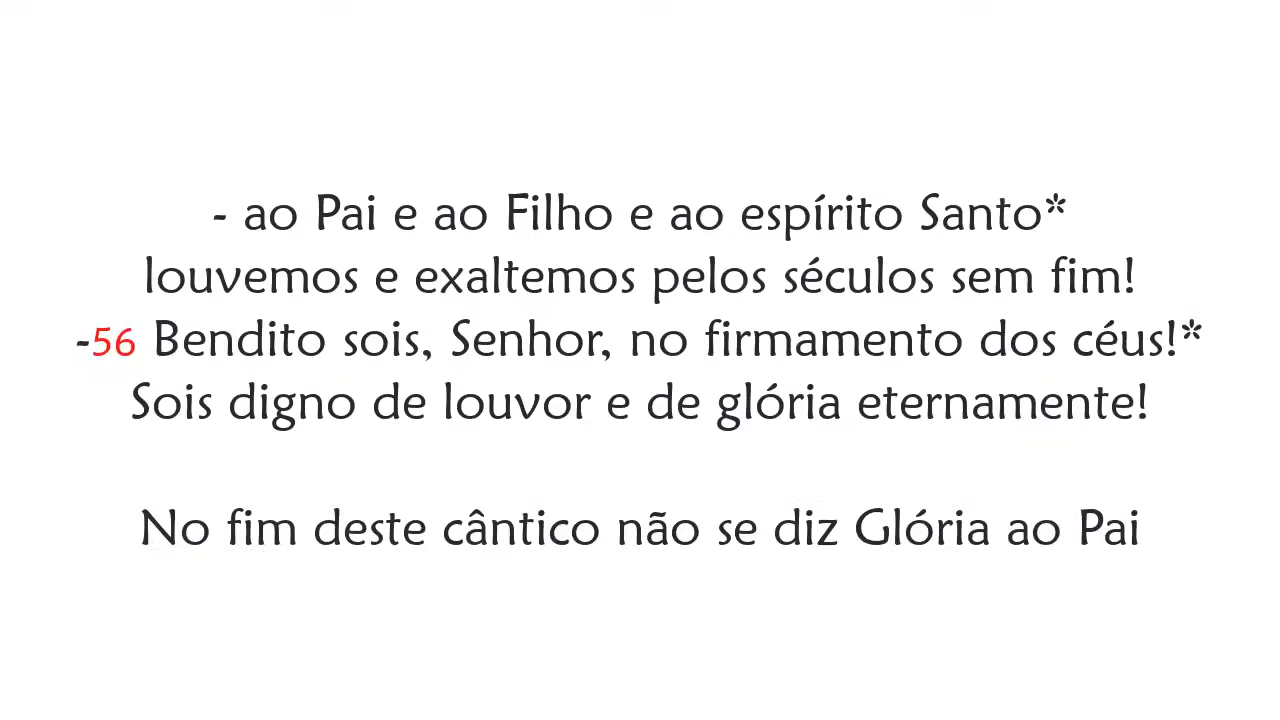 - ao Pai e ao Filho e ao espírito Santo*
louvemos e exaltemos pelos séculos sem fim!
-56 Bendito sois, Senhor, no firmamento dos céus!*
Sois digno de louvor e de glória eternamente!
No fim deste cântico não se diz Glória ao Pai